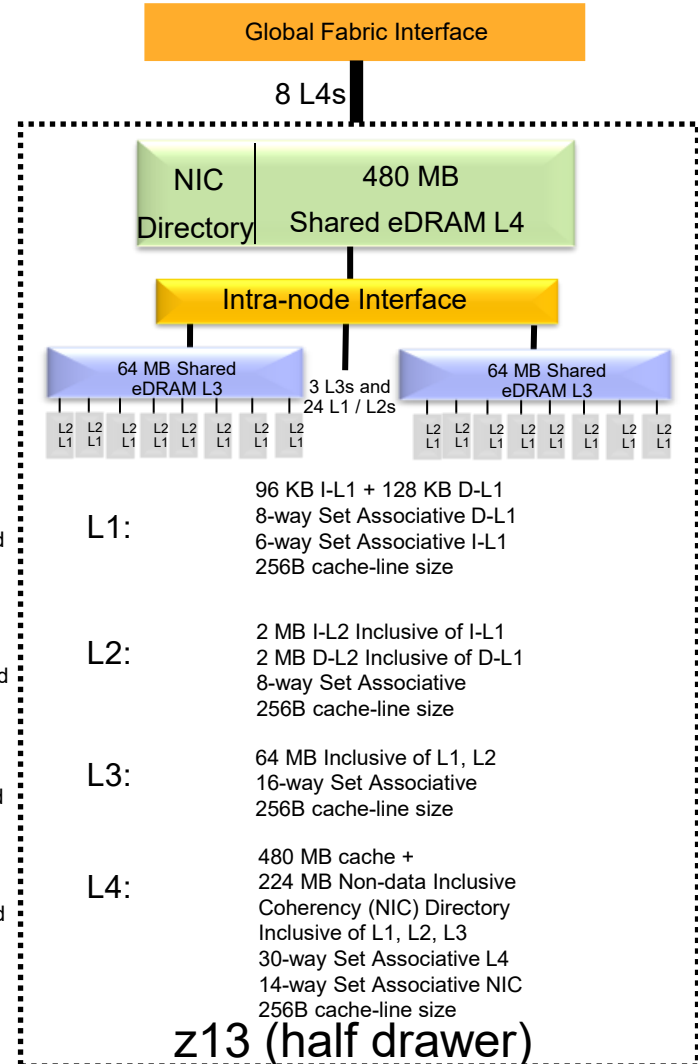 Global Fabric Interface
8 L4s
NIC
Directory
480 MB
Shared eDRAM L4
Intra-node Interface
64 MB Shared
eDRAM L3
3 L3s and
24 L1 / L2s
64 MB Shared
eDRAM L3
L2 L2 L2 L2 L2 L2 L2 L2
L1 L1 L1 L1 L1 L1 L1 L1
L2 L2 L2 L2 L2 L2 L2 L2
L1 L1 L1 L1 L1 L1 L1 L1
L1:
96 KB I-L1 + 128 KB D-L1
8-way Set Associative D-L1
6-way Set Associative I-L1
256B cache-line size
L2:
2 MB I-L2 Inclusive of I-L1
2 MB D-L2 Inclusive of D-L1
8-way Set Associative
256B cache-line size
L3:
64 MB Inclusive of L1, L2
16-way Set Associative
256B cache-line size
L4:
480 MB cache +
224 MB Non-data Inclusive
Coherency (NIC) Directory
Inclusive of L1, L2, L3
30-way Set Associative L4
14-way Set Associative NIC
256B cache-line size
z13 (half drawer)